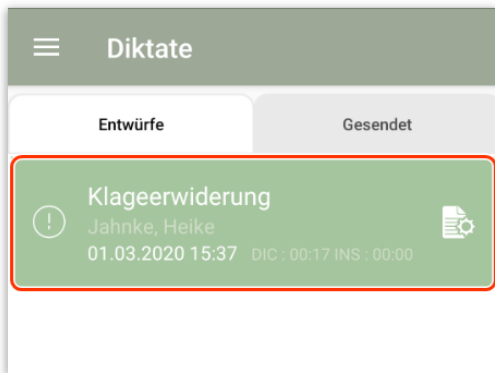 Diktate
Entwürfe Gesendet
Klageerwiderung
Jahnke, Heike
01.03.2020 15:37 DIC : 00:17 INS : 00:00